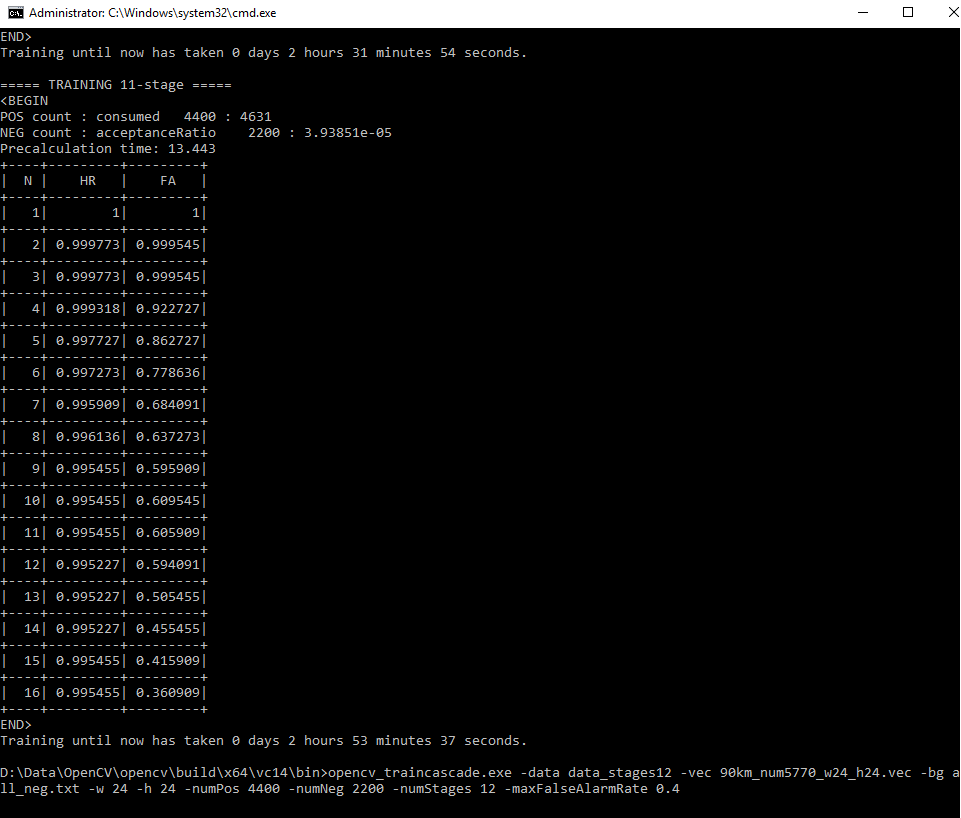 Administrator: C:\Windows\system32\cmd.exe
END>
Training until now has taken 0 days 2 hours 31 minutes 54 seconds.

===== TRAINING 11-stage =====
<BEGIN
POS count : consumed   4400 : 4631
NEG count : acceptanceRatio    2200 : 3.93851e-05
Precalculation time: 13.443
+----+---------+---------+
|  N |    HR   |    FA   |
+----+---------+---------+
|   1|        1|        1|
+----+---------+---------+
|   2| 0.999773| 0.999545|
+----+---------+---------+
|   3| 0.999773| 0.999545|
+----+---------+---------+
|   4| 0.999318| 0.922727|
+----+---------+---------+
|   5| 0.997727| 0.862727|
+----+---------+---------+
|   6| 0.997273| 0.778636|
+----+---------+---------+
|   7| 0.995909| 0.684091|
+----+---------+---------+
|   8| 0.996136| 0.637273|
+----+---------+---------+
|   9| 0.995455| 0.595909|
+----+---------+---------+
|  10| 0.995455| 0.609545|
+----+---------+---------+
|  11| 0.995455| 0.605909|
+----+---------+---------+
|  12| 0.995227| 0.594091|
+----+---------+---------+
|  13| 0.995227| 0.505455|
+----+---------+---------+
|  14| 0.995227| 0.455455|
+----+---------+---------+
|  15| 0.995455| 0.415909|
+----+---------+---------+
|  16| 0.995455| 0.360909|
+----+---------+---------+
END>
Training until now has taken 0 days 2 hours 53 minutes 37 seconds.

D:\Data\OpenCV\opencv\build\x64\vc14\bin>opencv_traincascade.exe -data data_stages12 -vec 90km_num5770_w24_h24.vec -bg a
ll_neg.txt -w 24 -h 24 -numPos 4400 -numNeg 2200 -numStages 12 -maxFalseAlarmRate 0.4